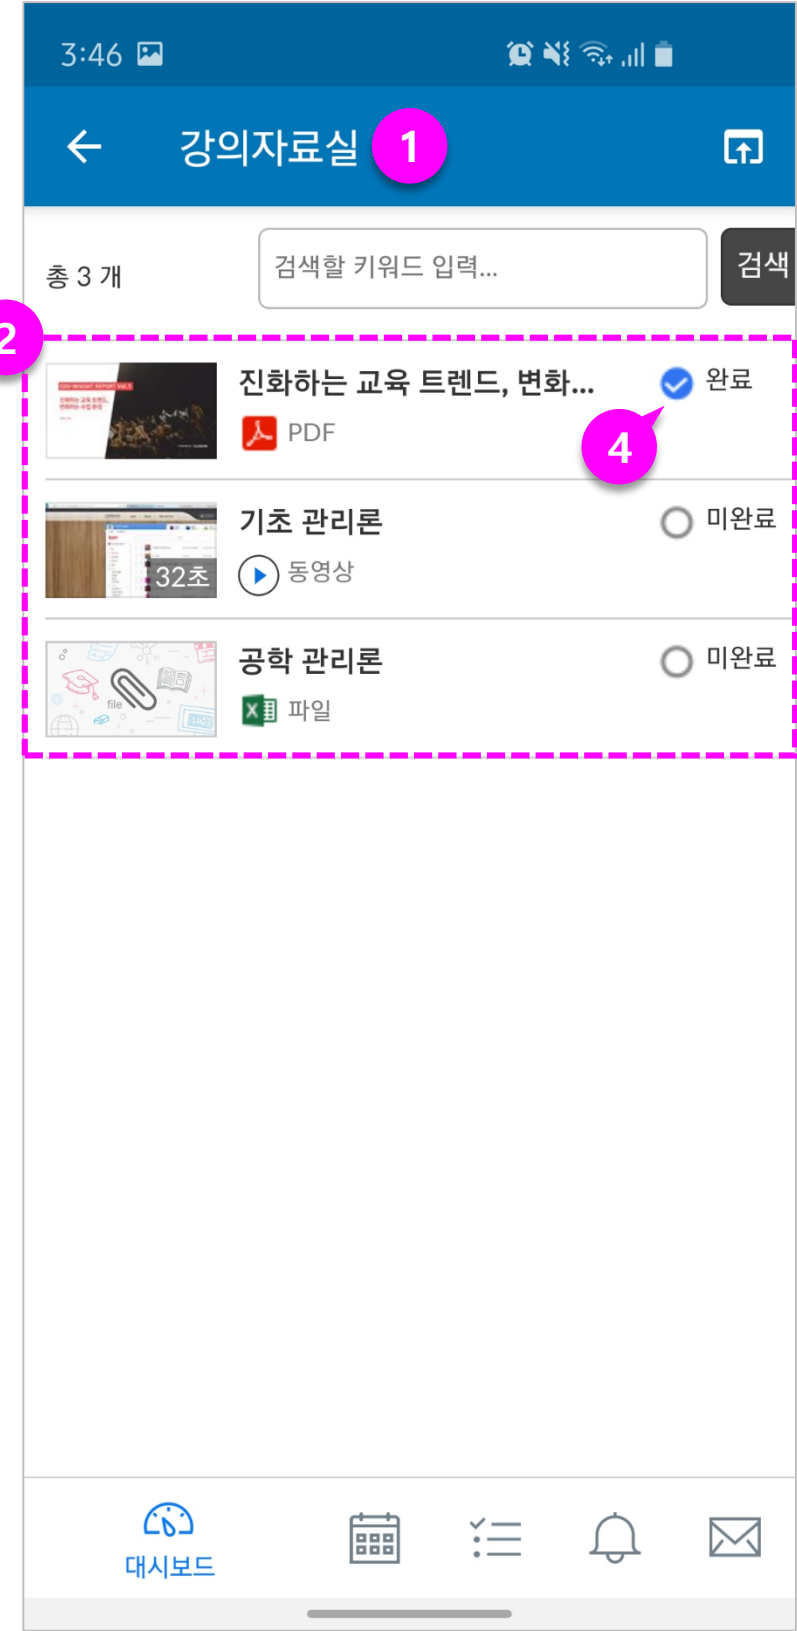 3:46
강의자료실 1
총 3 개
검색할 키워드 입력...
검색
2
진화하는 교육 트렌드, 변화...
완료
PDF
4
기초 관리론
미완료
32초
동영상
공학 관리론
미완료
file
파일
대시보드